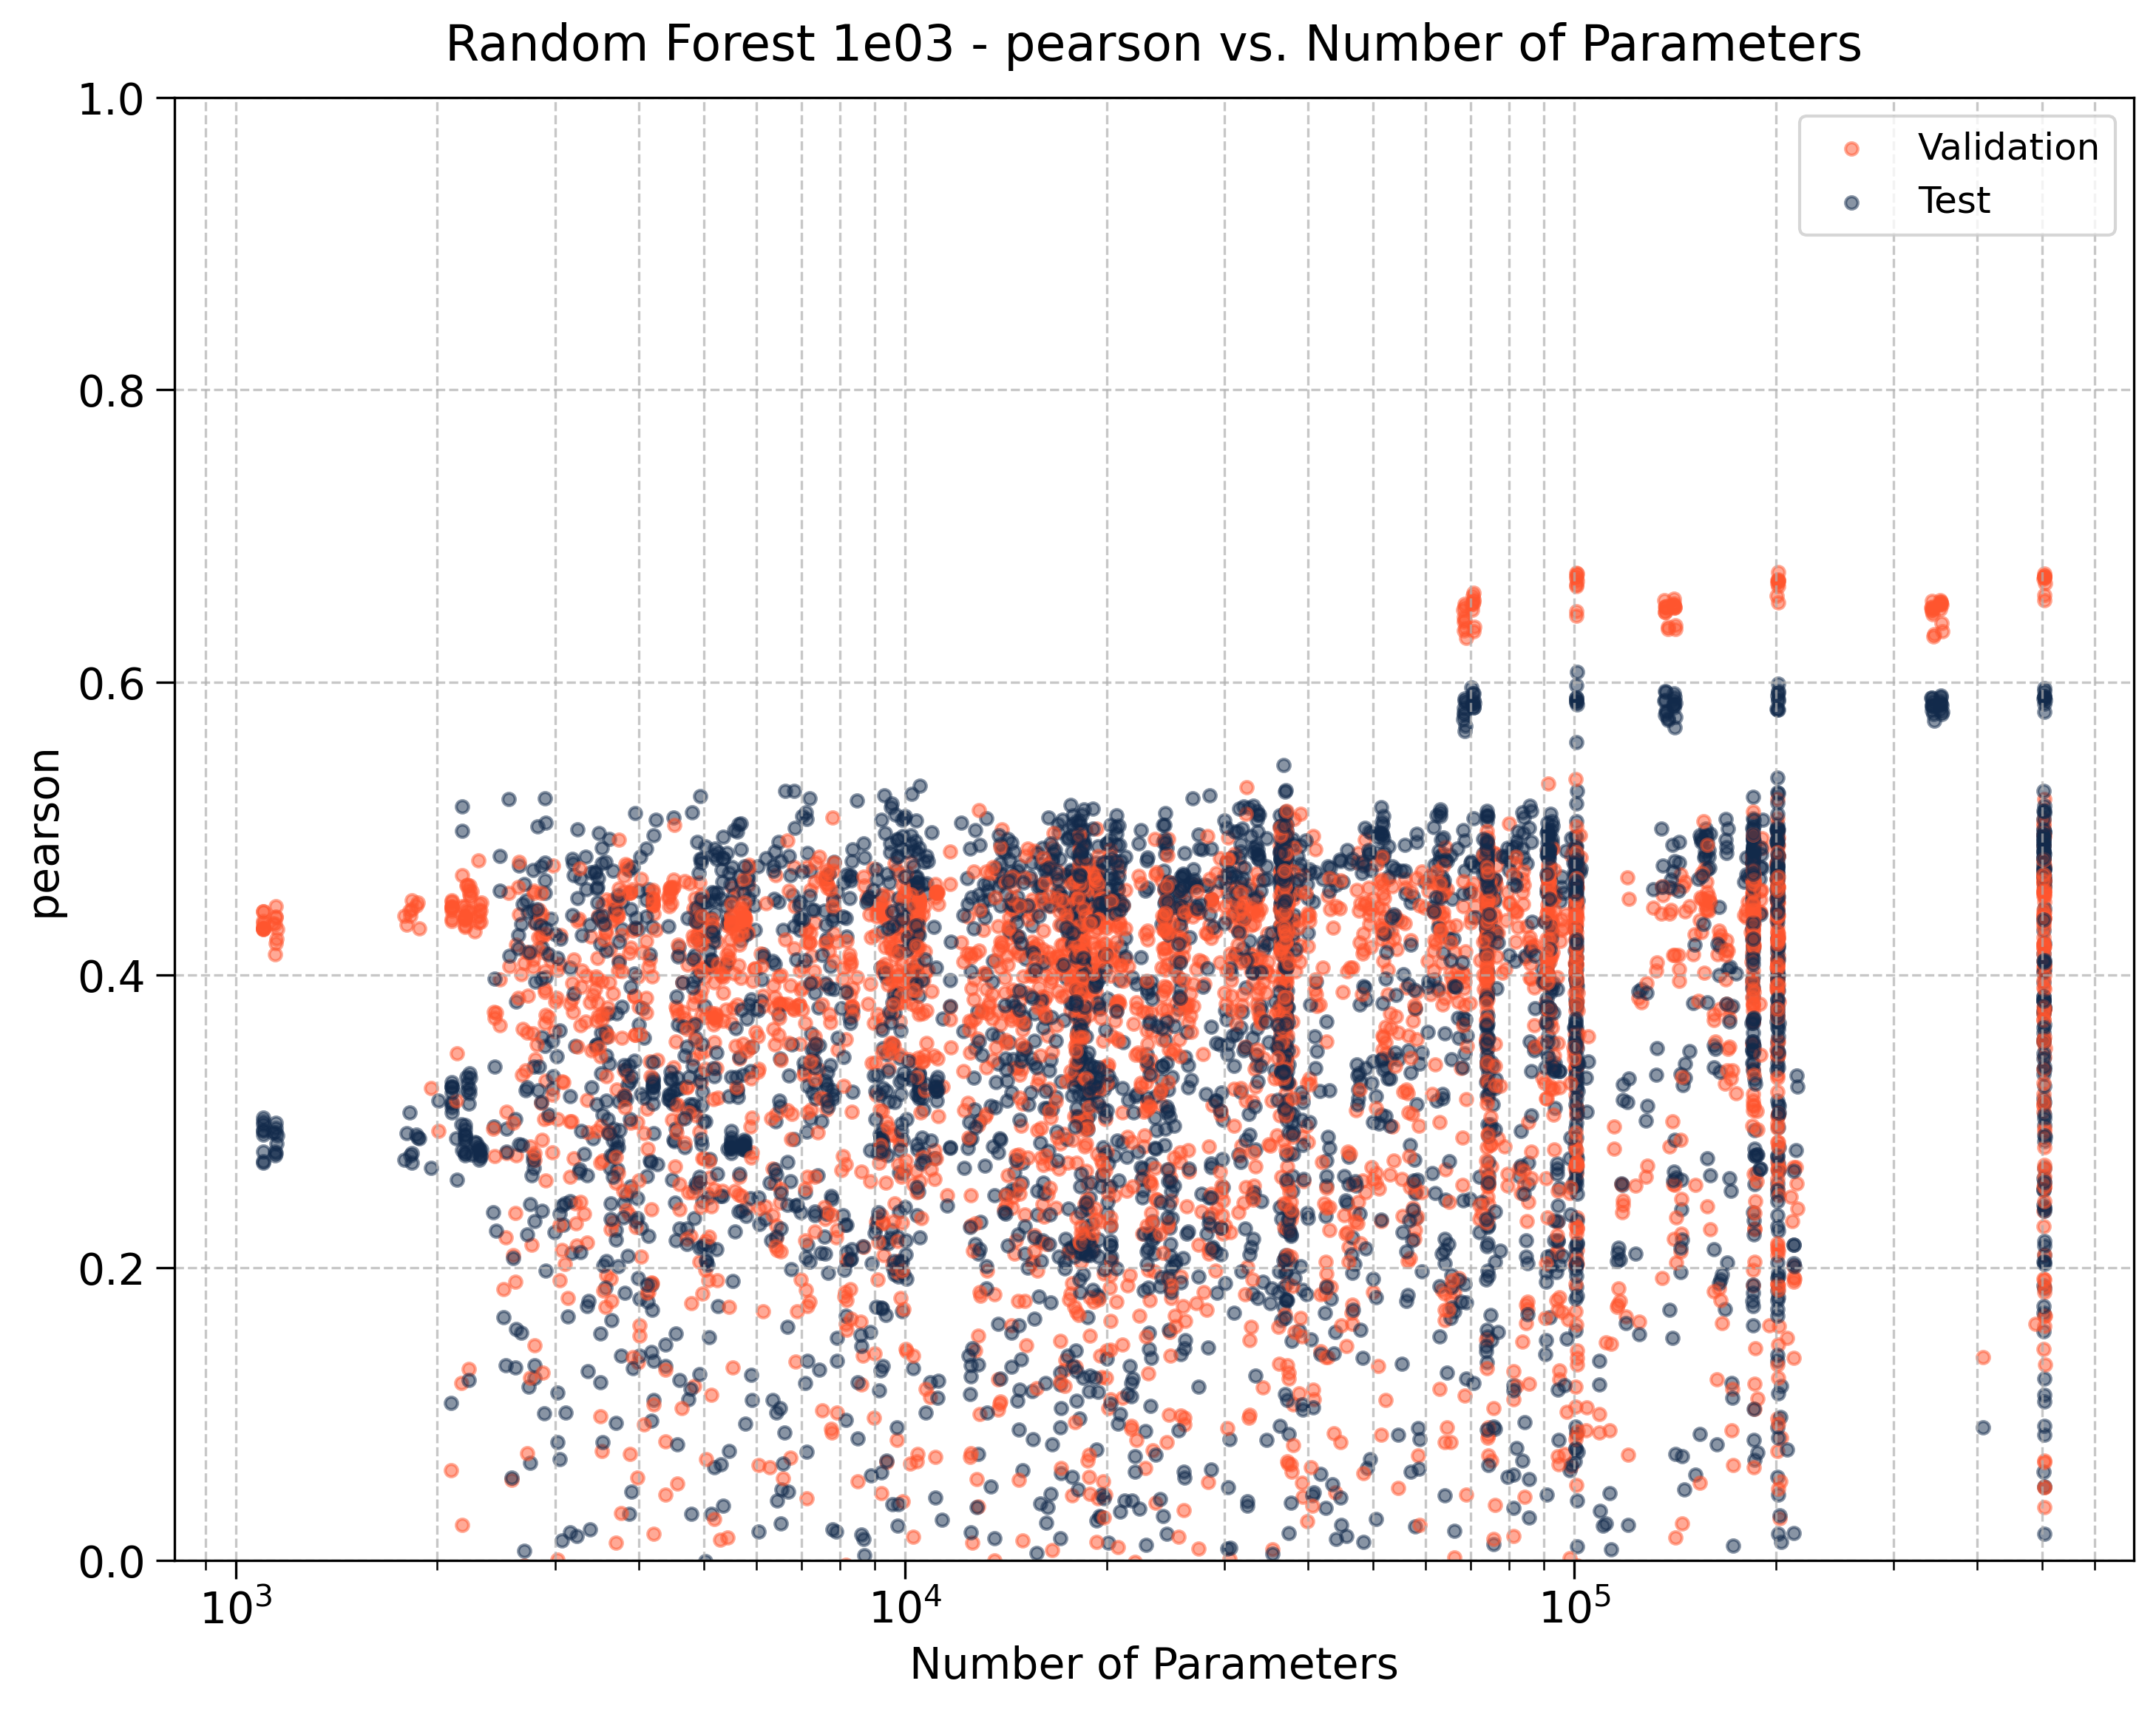 Random Forest 1e03 - pearson vs. Number of Parameters
1.0
0.8
0.6
0.4
0.2
0.0
pearson
Validation
Test
10³
10⁴
10⁵
Number of Parameters